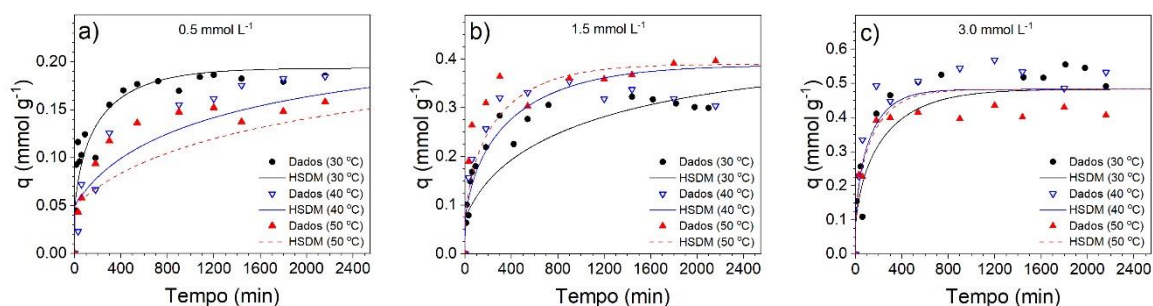 a)
0.5 mmol L⁻¹
q (mmol g⁻¹)
0.20
0.15
0.10
0.05
0.00
Dados (30 °C)
HSDM (30 °C)
Dados (40 °C)
HSDM (40 °C)
Dados (50 °C)
HSDM (50 °C)
0 400 800 1200 1600 2000 2400
Tempo (min)
b)
1.5 mmol L⁻¹
q (mmol g⁻¹)
0.4
0.3
0.2
0.1
0.0
Dados (30 °C)
HSDM (30 °C)
Dados (40 °C)
HSDM (40 °C)
Dados (50 °C)
HSDM (50 °C)
0 400 800 1200 1600 2000 2400
Tempo (min)
c)
3.0 mmol L⁻¹
q (mmol g⁻¹)
0.6
0.5
0.4
0.3
0.2
0.1
0.0
Dados (30 °C)
HSDM (30 °C)
Dados (40 °C)
HSDM (40 °C)
Dados (50 °C)
HSDM (50 °C)
0 400 800 1200 1600 2000 2400
Tempo (min)